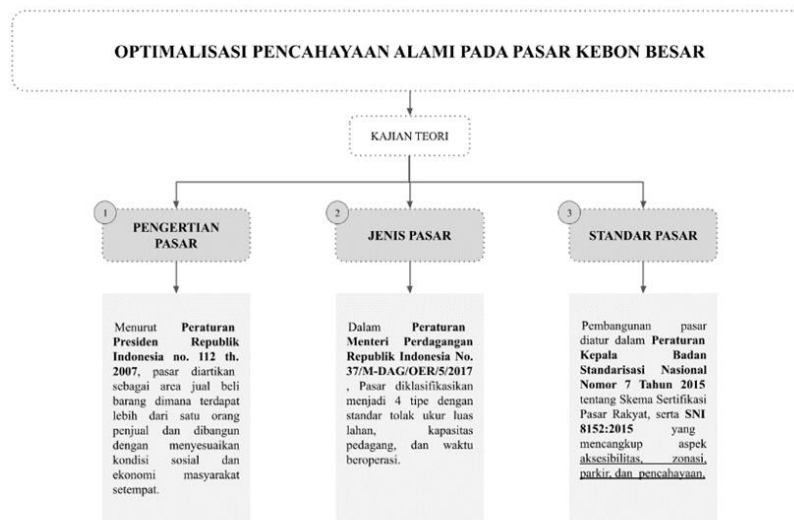 OPTIMALISASI PENCAHAYAAN ALAMI PADA PASAR KEBON BESAR
KAJIAN TEORI
1
PENGERTIAN
PASAR
Menurut Peraturan
Presiden Republik
Indonesia no. 112 th.
2007, pasar diartikan
sebagai area jual beli
barang dimana terdapat
lebih dari satu orang
penjual dan dibangun
dengan menyesuaikan
kondisi sosial dan
ekonomi masyarakat
setempat.
2
JENIS PASAR
Dalam Peraturan
Menteri Perdagangan
Republik Indonesia No.
37/M-DAG/OER/5/2017
, Pasar diklasifikasikan
menjadi 4 tipe dengan
standar tolak ukur luas
lahan, kapasitas
pedagang, dan waktu
beroperasi.
3
STANDAR PASAR
Pembangunan pasar
diatur dalam Peraturan
Kepala Badan
Standarisasi Nasional
Nomor 7 Tahun 2015
tentang Skema Sertifikasi
Pasar Rakyat, serta SNI
8152:2015 yang
mencangkup aspek
aksesibilitas, zonasi,
parkir, dan pencahayaan.